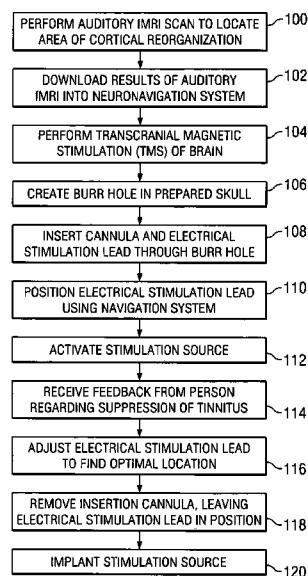 PERFORM AUDITORY fMRI SCAN TO LOCATE
AREA OF CORTICAL REORGANIZATION
100
DOWNLOAD RESULTS OF AUDITORY
fMRI INTO NEURONAVIGATION SYSTEM
102
PERFORM TRANSCRANIAL MAGNETIC
STIMULATION (TMS) OF BRAIN
104
CREATE BURR HOLE IN PREPARED SKULL
106
INSERT CANNULA AND ELECTRICAL
STIMULATION LEAD THROUGH BURR HOLE
108
POSITION ELECTRICAL STIMULATION LEAD
USING NAVIGATION SYSTEM
110
ACTIVATE STIMULATION SOURCE
112
RECEIVE FEEDBACK FROM PERSON
REGARDING SUPPRESSION OF TINNITUS
114
ADJUST ELECTRICAL STIMULATION LEAD
TO FIND OPTIMAL LOCATION
116
REMOVE INSERTION CANNULA, LEAVING
ELECTRICAL STIMULATION LEAD IN POSITION
118
IMPLANT STIMULATION SOURCE
120